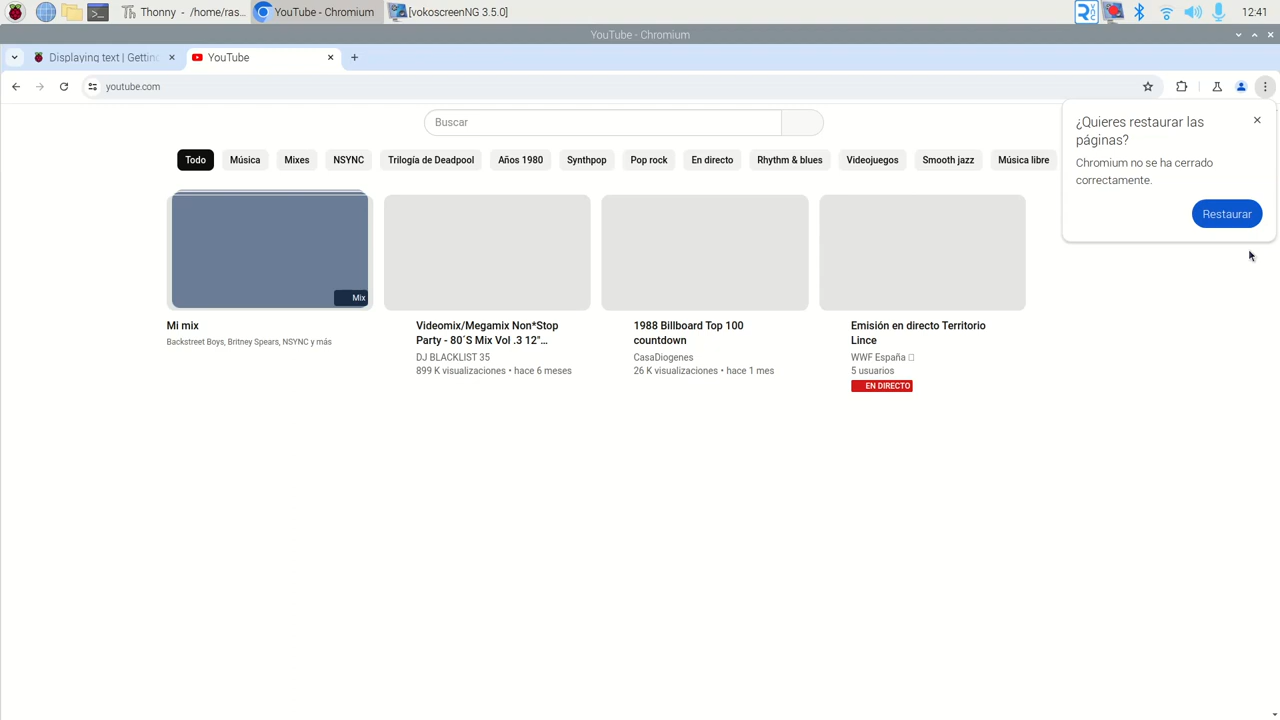 Thonny - /home/ras...
YouTube - Chromium
[vokoscreenNG 3.5.0]
12:41
YouTube - Chromium
Displaying text | Gettin
YouTube
youtube.com
Buscar
¿Quieres restaurar las
páginas?
Chromium no se ha cerrado
correctamente.
Restaurar
Todo
Música
Mixes
NSYNC
Trilogía de Deadpool
Años 1980
Synthpop
Pop rock
En directo
Rhythm & blues
Videojuegos
Smooth jazz
Música libre
Mix
Mi mix
Backstreet Boys, Britney Spears, NSYNC y más
Videomix/Megamix Non*Stop
Party - 80´S Mix Vol .3 12"...
DJ BLACKLIST 35
899 K visualizaciones • hace 6 meses
1988 Billboard Top 100
countdown
CasaDiogenes
26 K visualizaciones • hace 1 mes
Emisión en directo Territorio
Lince
WWF España
5 usuarios
EN DIRECTO